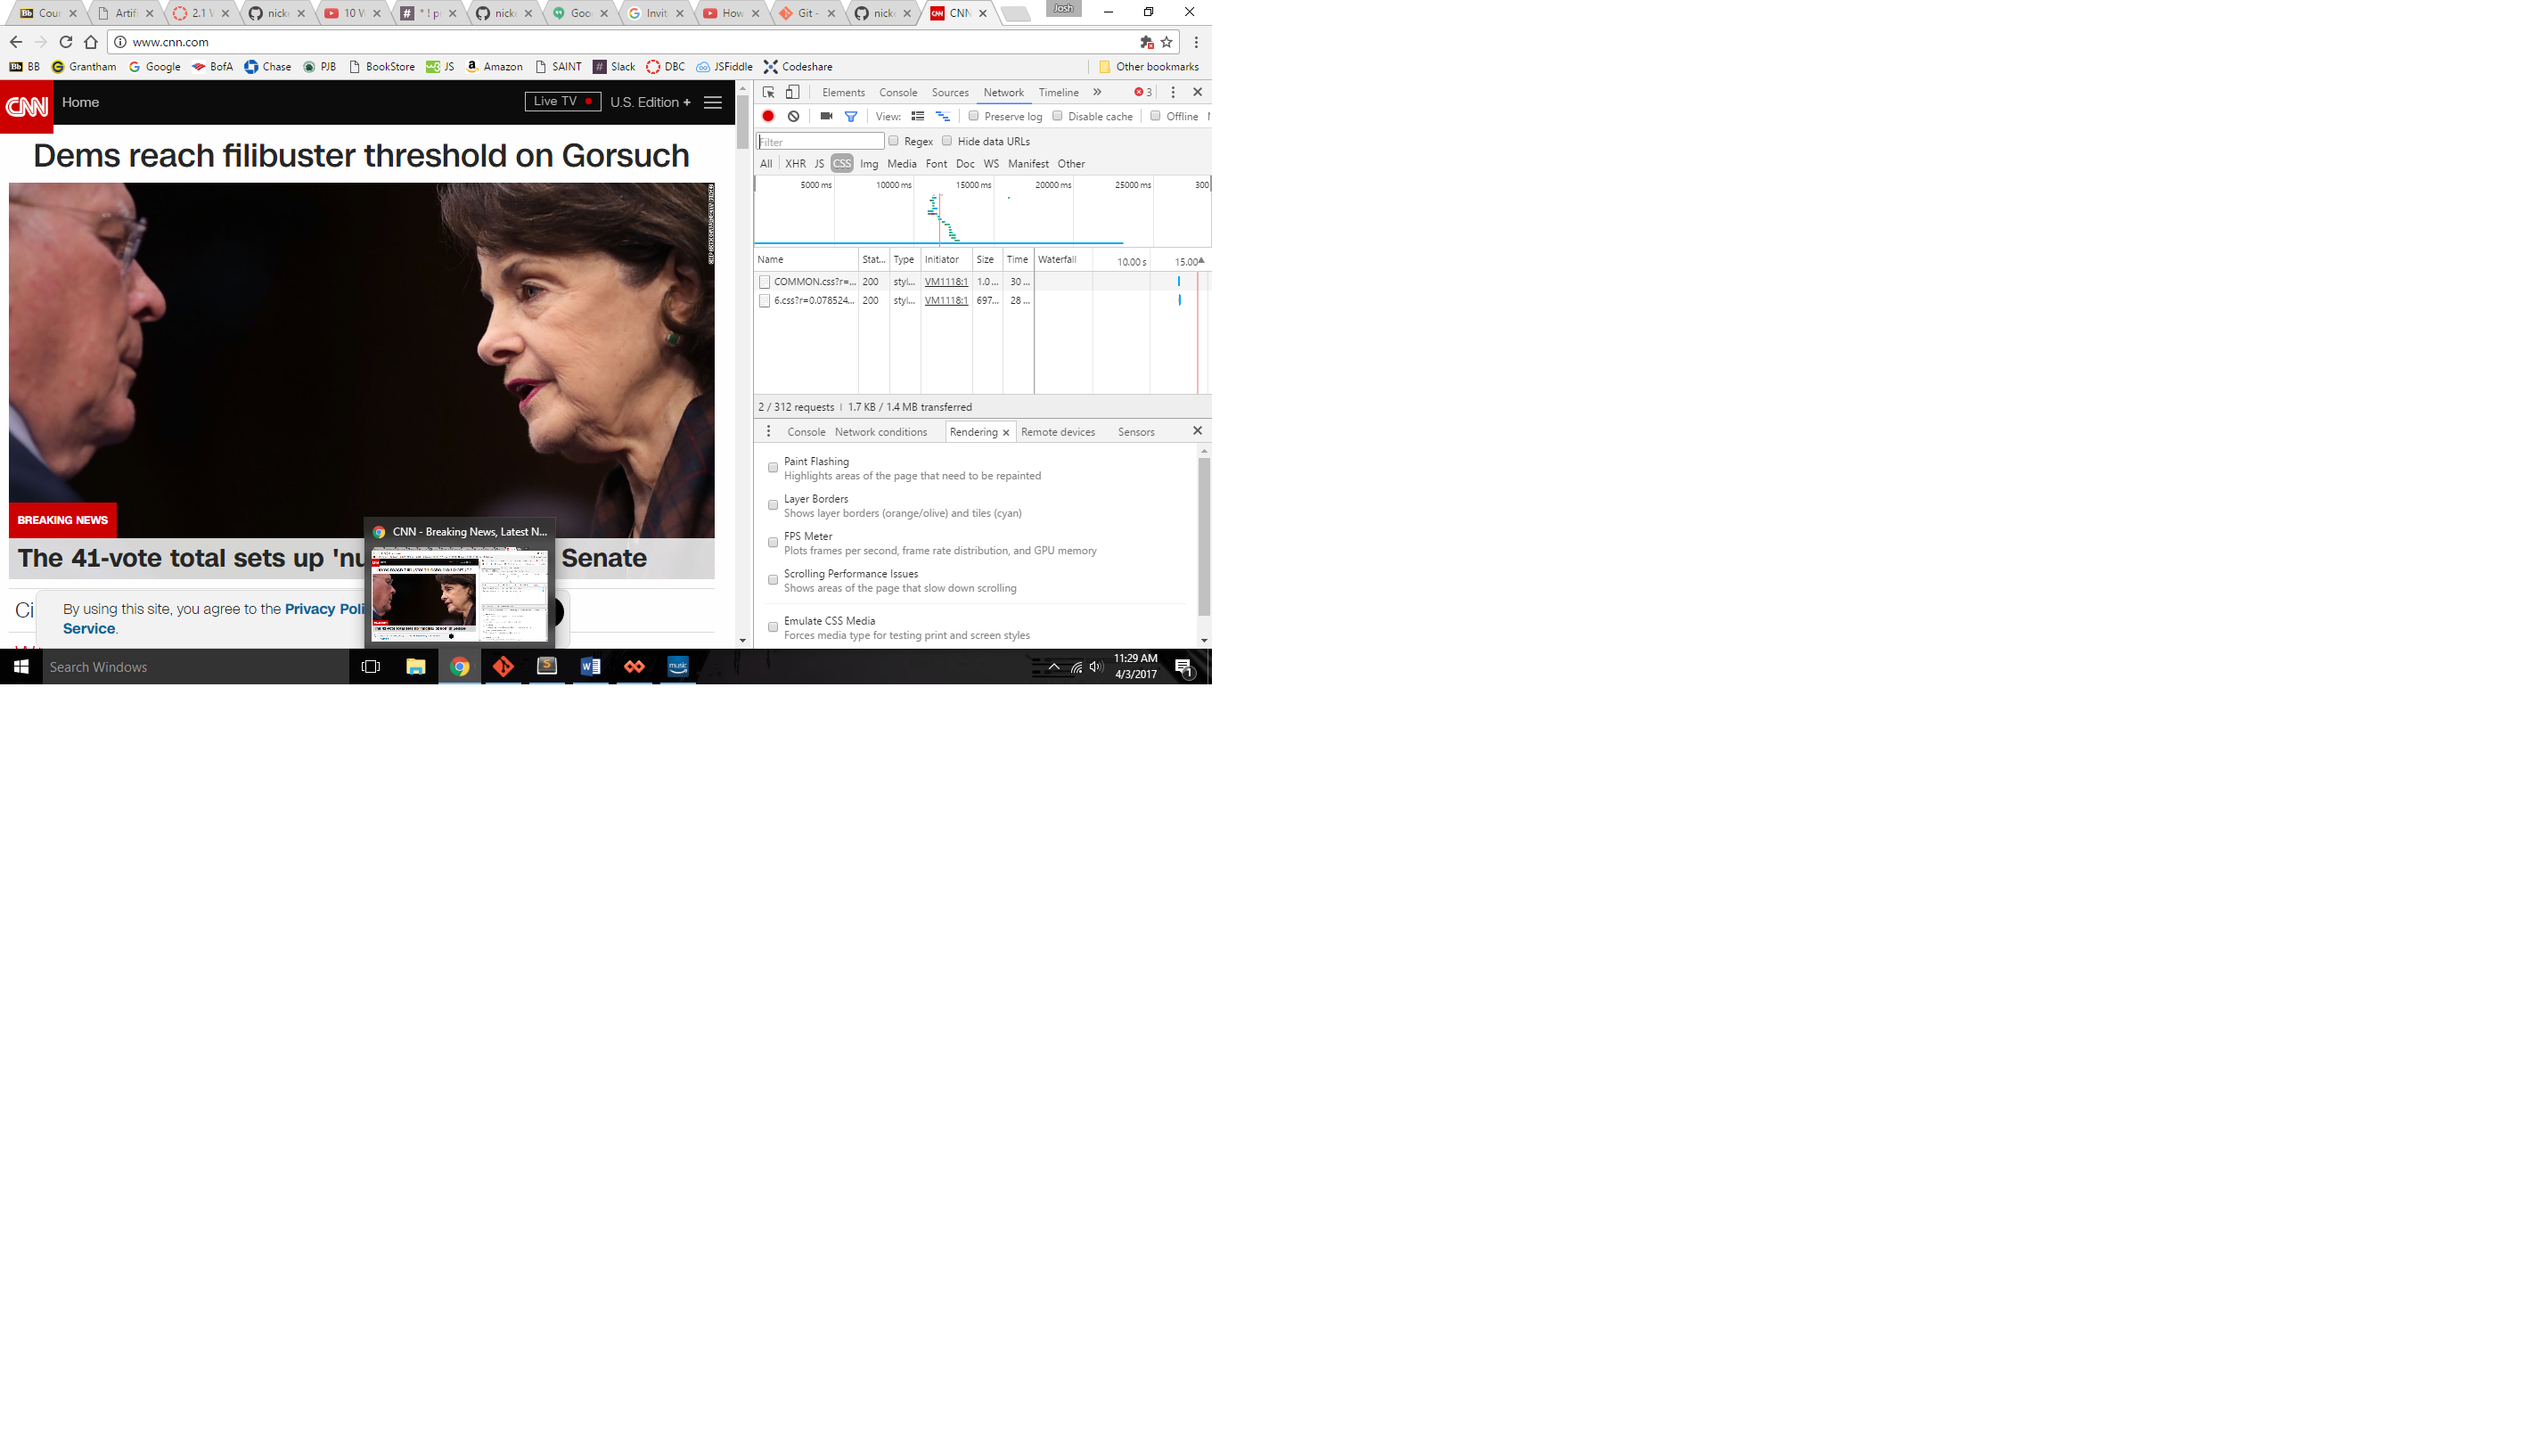 Cour
Artifi
2.1 W
nicke
10 W
* ! pr
nicke
Goo
Invit
How
Git -
nicke
CNN
Josh
www.cnn.com
BB Grantham Google BofA Chase PJB BookStore JS Amazon SAINT Slack DBC JSFiddle Codeshare Other bookmarks
CNN Home Live TV U.S. Edition +
Dems reach filibuster threshold on Gorsuch
BREAKING NEWS
The 41-vote total sets up 'nu Senate
Ci
By using this site, you agree to the Privacy Poli
Service.
CNN - Breaking News, Latest N...
Elements Console Sources Network Timeline » 3
View: Preserve log Disable cache Offline
Filter Regex Hide data URLs
All XHR JS CSS Img Media Font Doc WS Manifest Other
5000 ms 10000 ms 15000 ms 20000 ms 25000 ms 300
Name Stat... Type Initiator Size Time Waterfall 10.00 s 15.00
COMMON.css?r=... 200 styl... VM1118:1 1.0... 30 ...
6.css?r=0.078524... 200 styl... VM1118:1 697... 28 ...
2 / 312 requests | 1.7 KB / 1.4 MB transferred
Console Network conditions Rendering Remote devices Sensors
Paint Flashing
Highlights areas of the page that need to be repainted
Layer Borders
Shows layer borders (orange/olive) and tiles (cyan)
FPS Meter
Plots frames per second, frame rate distribution, and GPU memory
Scrolling Performance Issues
Shows areas of the page that slow down scrolling
Emulate CSS Media
Forces media type for testing print and screen styles
Search Windows
music
11:29 AM
4/3/2017
1